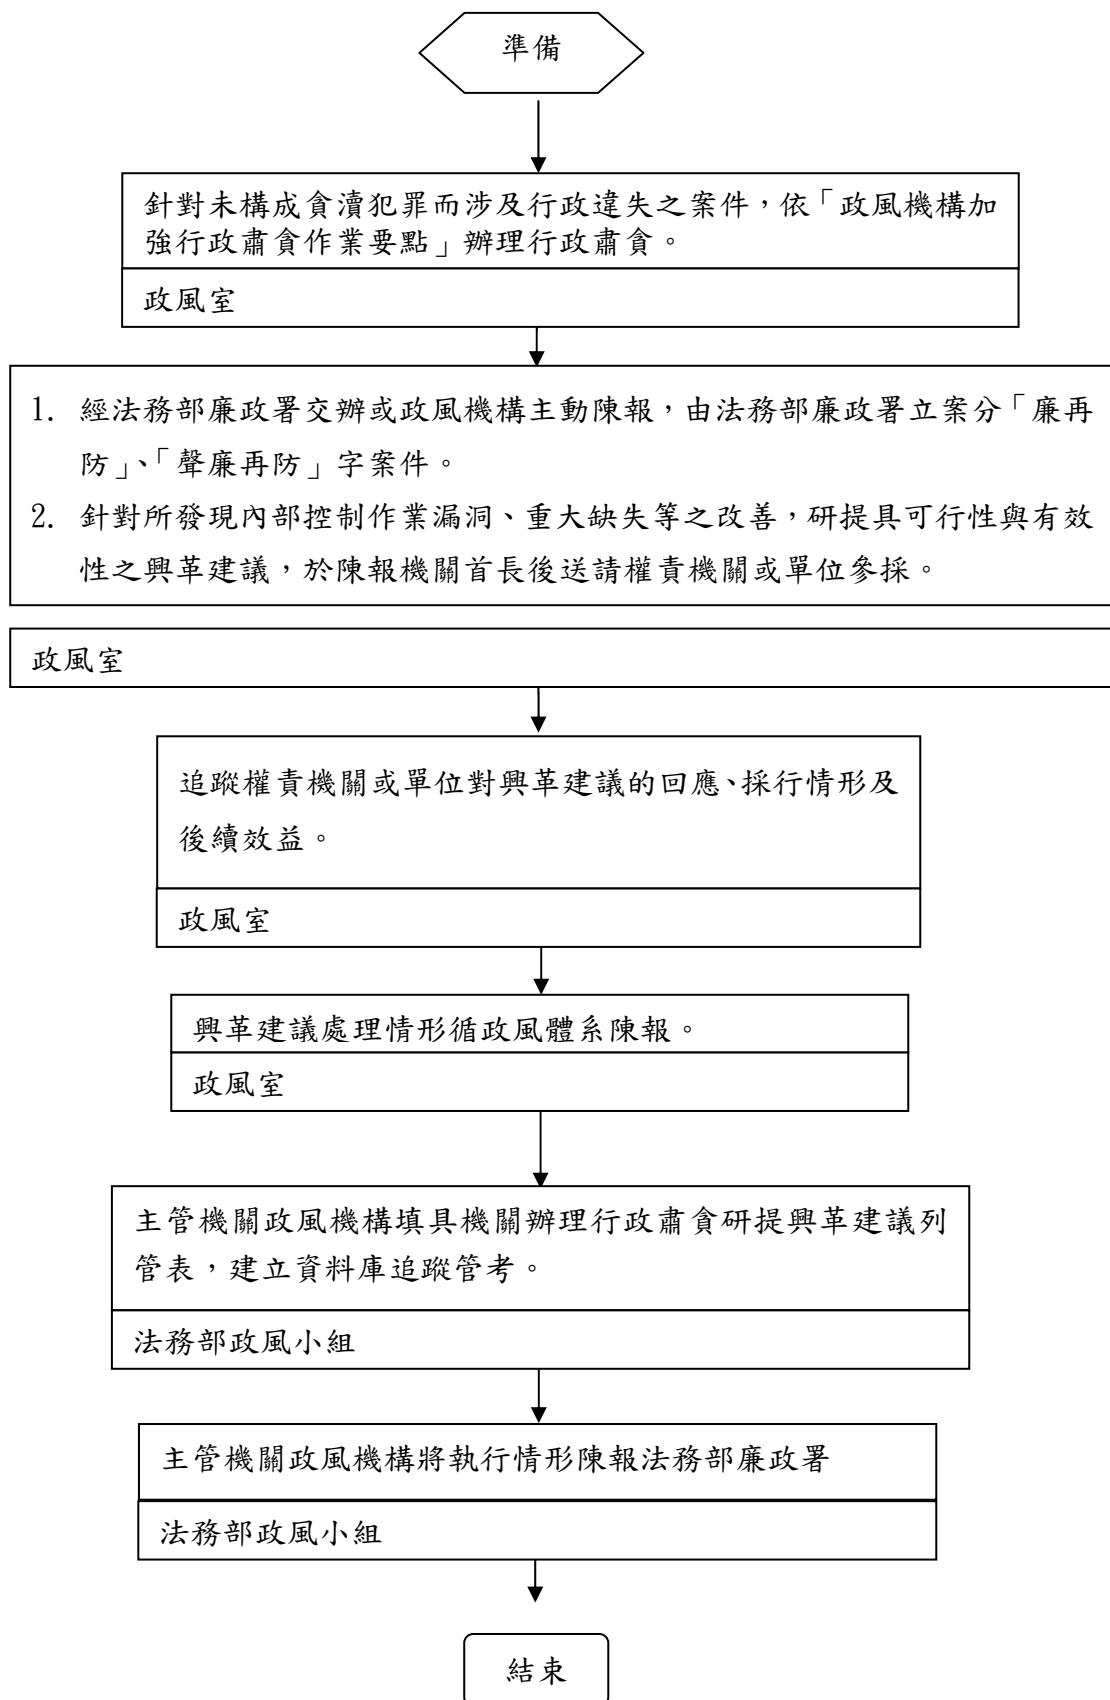 準備
針對未構成貪瀆犯罪而涉及行政違失之案件，依「政風機構加
強行政肅貪作業要點」辦理行政肅貪。
政風室
1. 經法務部廉政署交辦或政風機構主動陳報，由法務部廉政署立案分「廉再
防」、「聲廉再防」字案件。
2. 針對所發現內部控制作業漏洞、重大缺失等之改善，研提具可行性與有效
性之興革建議，於陳報機關首長後送請權責機關或單位參採。
政風室
追蹤權責機關或單位對興革建議的回應、採行情形及
後續效益。
政風室
興革建議處理情形循政風體系陳報。
政風室
主管機關政風機構填具機關辦理行政肅貪研提興革建議列
管表，建立資料庫追蹤管考。
法務部政風小組
主管機關政風機構將執行情形陳報法務部廉政署
法務部政風小組
結束